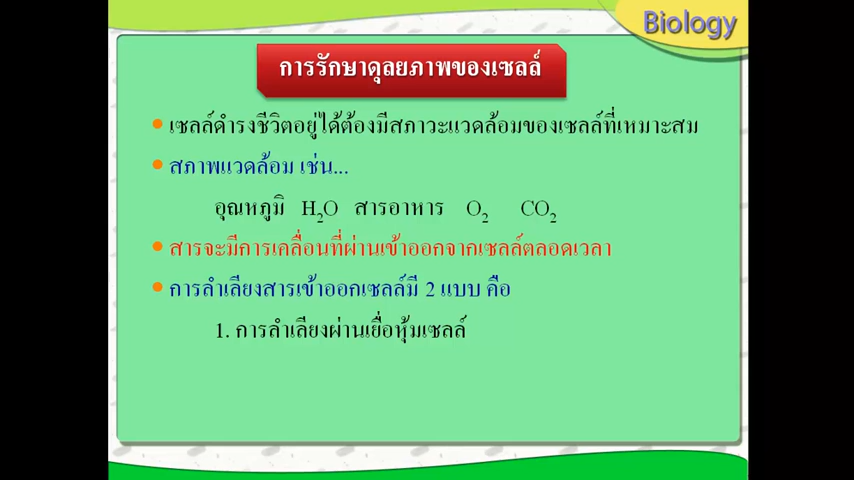 Biology
การรักษาดุลยภาพของเซลล์
เซลล์ดำรงชีวิตอยู่ได้ต้องมีสภาวะแวดล้อมของเซลล์ที่เหมาะสม
สภาพแวดล้อม เช่น...
อุณหภูมิ H₂O สารอาหาร O₂ CO₂
สารจะมีการเคลื่อนที่ผ่านเข้าออกจากเซลล์ตลอดเวลา
การลำเลียงสารเข้าออกเซลล์มี 2 แบบ คือ
1. การลำเลียงผ่านเยื่อหุ้มเซลล์